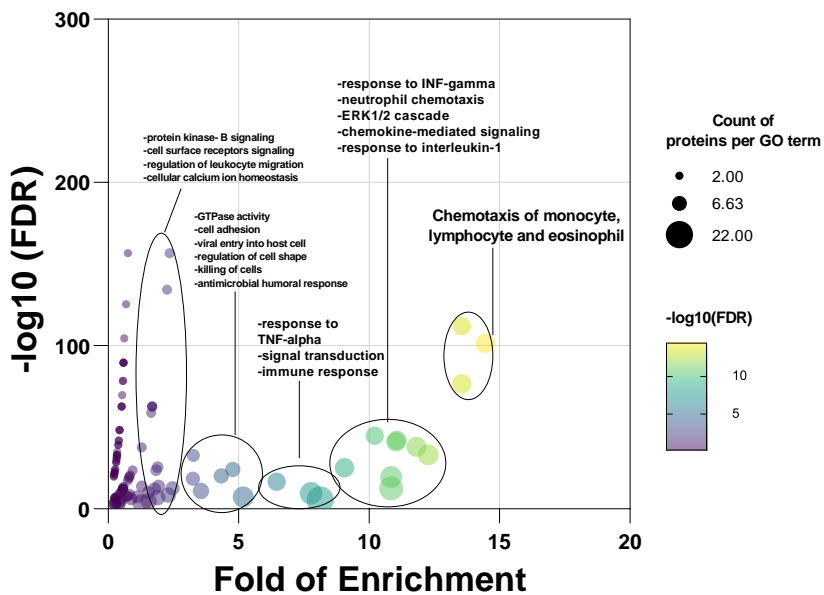 300
200
100
0
-log10 (FDR)
-protein kinase- B signaling
-cell surface receptors signaling
-regulation of leukocyte migration
-cellular calcium ion homeostasis
-GTPase activity
-cell adhesion
-viral entry into host cell
-regulation of cell shape
-killing of cells
-antimicrobial humoral response
-response to
TNF-alpha
-signal transduction
-immune response
-response to INF-gamma
-neutrophil chemotaxis
-ERK1/2 cascade
-chemokine-mediated signaling
-response to interleukin-1
Chemotaxis of monocyte,
lymphocyte and eosinophil
0 5 10 15 20
Fold of Enrichment
Count of
proteins per GO term
2.00
6.63
22.00
-log10(FDR)
10
5